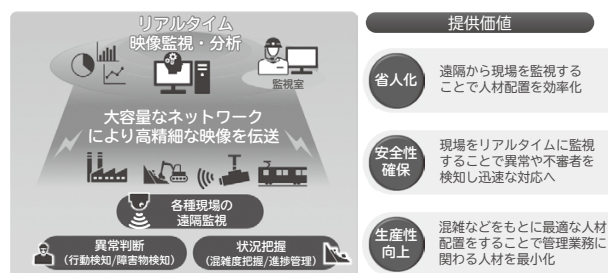 リアルタイム
映像監視・分析
監視室
大容量なネットワーク
により高精細な映像を伝送
各種現場の
遠隔監視
異常判断
(行動検知/障害物検知)
状況把握
(混雑度把握/進捗管理)
提供価値
省人化
遠隔から現場を監視する
ことで人材配置を効率化
安全性
確保
現場をリアルタイムに監視
することで異常や不審者を
検知し迅速な対応へ
生産性
向上
混雑などをもとに最適な人材
配置をすることで管理業務に
関わる人材を最小化